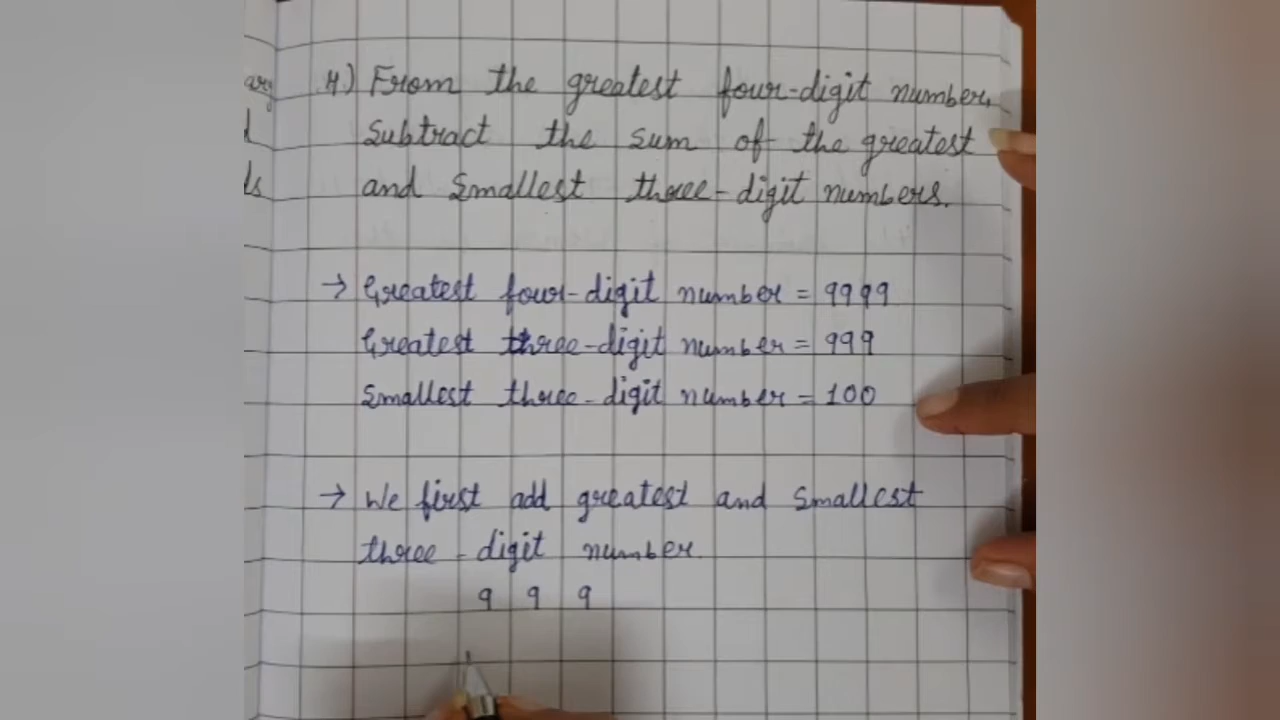 ary
4) From the greatest four-digit number,
subtract the sum of the greatest
and smallest three-digit numbers.
ls
→ Greatest four-digit number = 9999
Greatest three-digit number = 999
Smallest three-digit number = 100
→ We first add greatest and smallest
three-digit number.
9 9 9